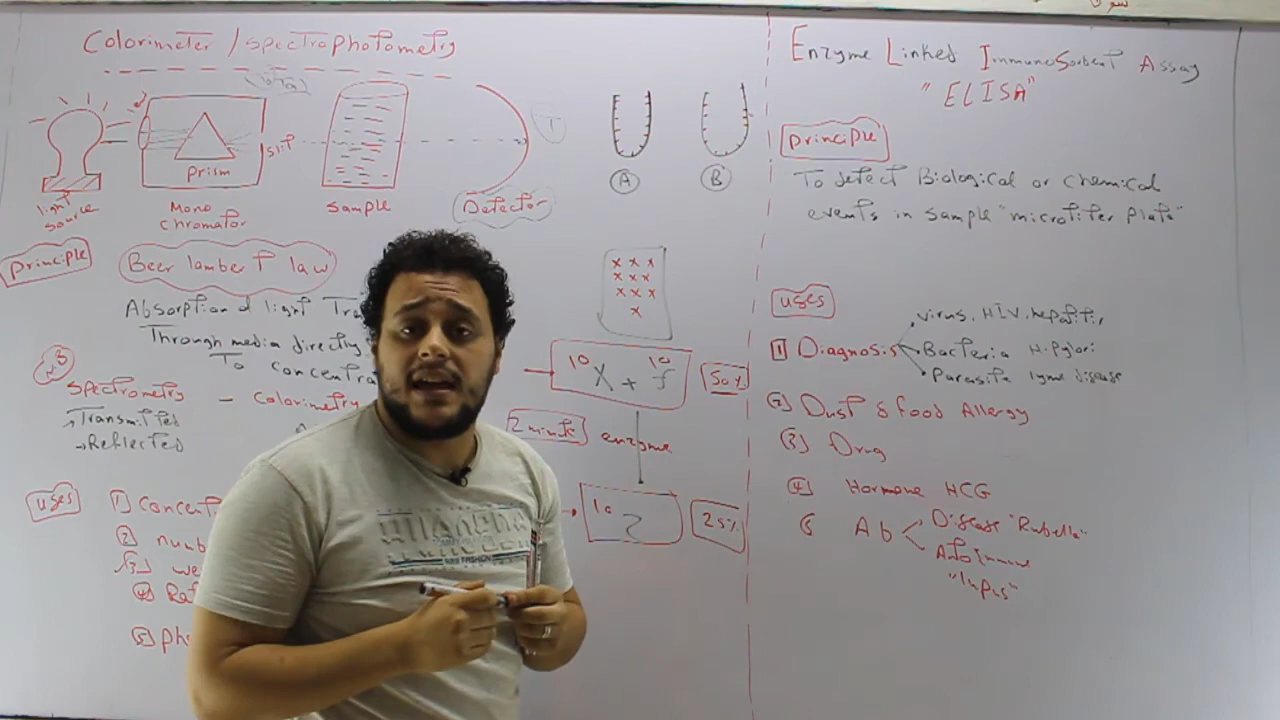 Colorimeter / spectrophotometry
slit
prism
light source
Mono chromator
sample
Detector
Principle
Beer lambert law
Absorption of light Tra
Through media directly
To concentra
N.B
spectrometry - colorimetry
Transmitted
Reflected
uses
1) concent
2) numb
3) we
4) Rat
5) pho
A
B
x x x
x x x
x x x
x
10 10
X + f
50%
2 minute
enzyme
10
Z
25%
Enzyme Linked ImmunoSorbent Assay
"ELISA"
principle
To detect Biological or chemical
events in sample "microtiter plate"
uses
1 Diagnosis
virus, HIV, hepatitis
Bacteria H.Pylori
Parasite lyme disease
(2) Dust & food Allergy
(3) Drug
(4) Hormone HCG
5 Ab
Disease "Rubella"
AutoImmune
"lupus"